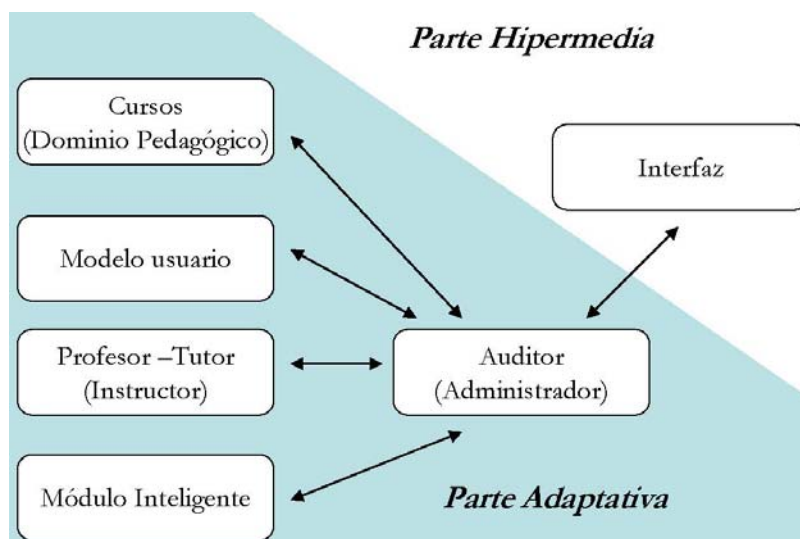 Parte Hipermedia
Cursos
(Dominio Pedagógico)
Interfaz
Modelo usuario
Profesor –Tutor
(Instructor)
Auditor
(Administrador)
Módulo Inteligente
Parte Adaptativa